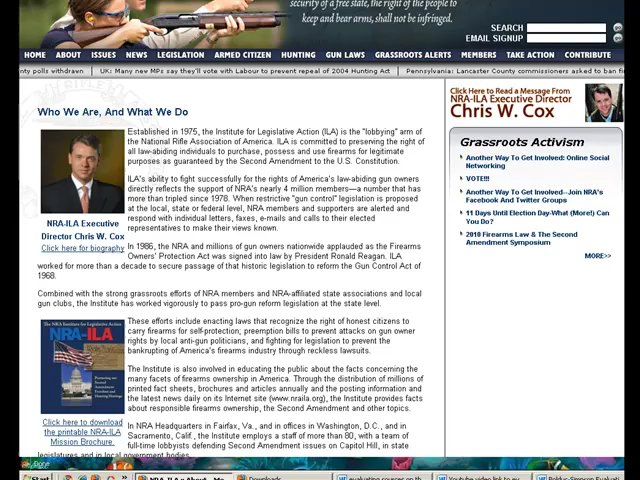 security of a free state, the right of the people to
keep and bear arms, shall not be infringed.
SEARCH
EMAIL SIGNUP
HOME ABOUT ISSUES NEWS LEGISLATION ARMED CITIZEN HUNTING GUN LAWS GRASSROOTS ALERTS MEMBERS TAKE ACTION CONTRIBUTE
nty polls withdrawn | UK: Many new MPs say they'll vote with Labour to prevent repeal of 2004 Hunting Act | Pennsylvania: Lancaster County commissioners asked to ban fi
Who We Are, And What We Do
Established in 1975, the Institute for Legislative Action (ILA) is the "lobbying" arm of
the National Rifle Association of America. ILA is committed to preserving the right of
all law-abiding individuals to purchase, possess and use firearms for legitimate
purposes as guaranteed by the Second Amendment to the U.S. Constitution.
ILA's ability to fight successfully for the rights of America's law-abiding gun owners
directly reflects the support of NRA's nearly 4 million members—a number that has
more than tripled since 1978. When restrictive "gun control" legislation is proposed
at the local, state or federal level, NRA members and supporters are alerted and
respond with individual letters, faxes, e-mails and calls to their elected
representatives to make their views known.
NRA-ILA Executive
Director Chris W. Cox
Click here for biography
In 1986, the NRA and millions of gun owners nationwide applauded as the Firearms
Owners' Protection Act was signed into law by President Ronald Reagan. ILA
worked for more than a decade to secure passage of that historic legislation to reform the Gun Control Act of
1968.
Combined with the strong grassroots efforts of NRA members and NRA-affiliated state associations and local
gun clubs, the Institute has worked vigorously to pass pro-gun reform legislation at the state level.
The NRA Institute for Legislative Action
NRA-ILA
These efforts include enacting laws that recognize the right of honest citizens to
carry firearms for self-protection; preemption bills to prevent attacks on gun owner
rights by local anti-gun politicians, and fighting for legislation to prevent the
bankrupting of America's firearms industry through reckless lawsuits.
The Institute is also involved in educating the public about the facts concerning the
many facets of firearms ownership in America. Through the distribution of millions of
printed fact sheets, brochures and articles annually and the posting information and
the latest news daily on its Internet site (www.nraila.org), the Institute provides facts
about responsible firearms ownership, the Second Amendment and other topics.
Click here to download
the printable NRA-ILA
Mission Brochure.
In NRA Headquarters in Fairfax, Va., and in offices in Washington, D.C., and in
Sacramento, Calif., the Institute employs a staff of more than 80, with a team of
full-time lobbyists defending Second Amendment issues on Capitol Hill, in state
legislatures and in local government bodies.
Click Here to Read a Message From
NRA-ILA Executive Director
Chris W. Cox
Grassroots Activism
Another Way To Get Involved: Online Social
Networking
VOTE!!!
Another Way To Get Involved--Join NRA's
Facebook And Twitter Groups
11 Days Until Election Day-What (More!) Can
You Do?
2010 Firearms Law & The Second
Amendment Symposium
MORE>>
Done
Start
NRA-ILA :: About
Downloads
evaluating sources on th
Youtube video link to ev
Bolduc-Simpson Evaluati